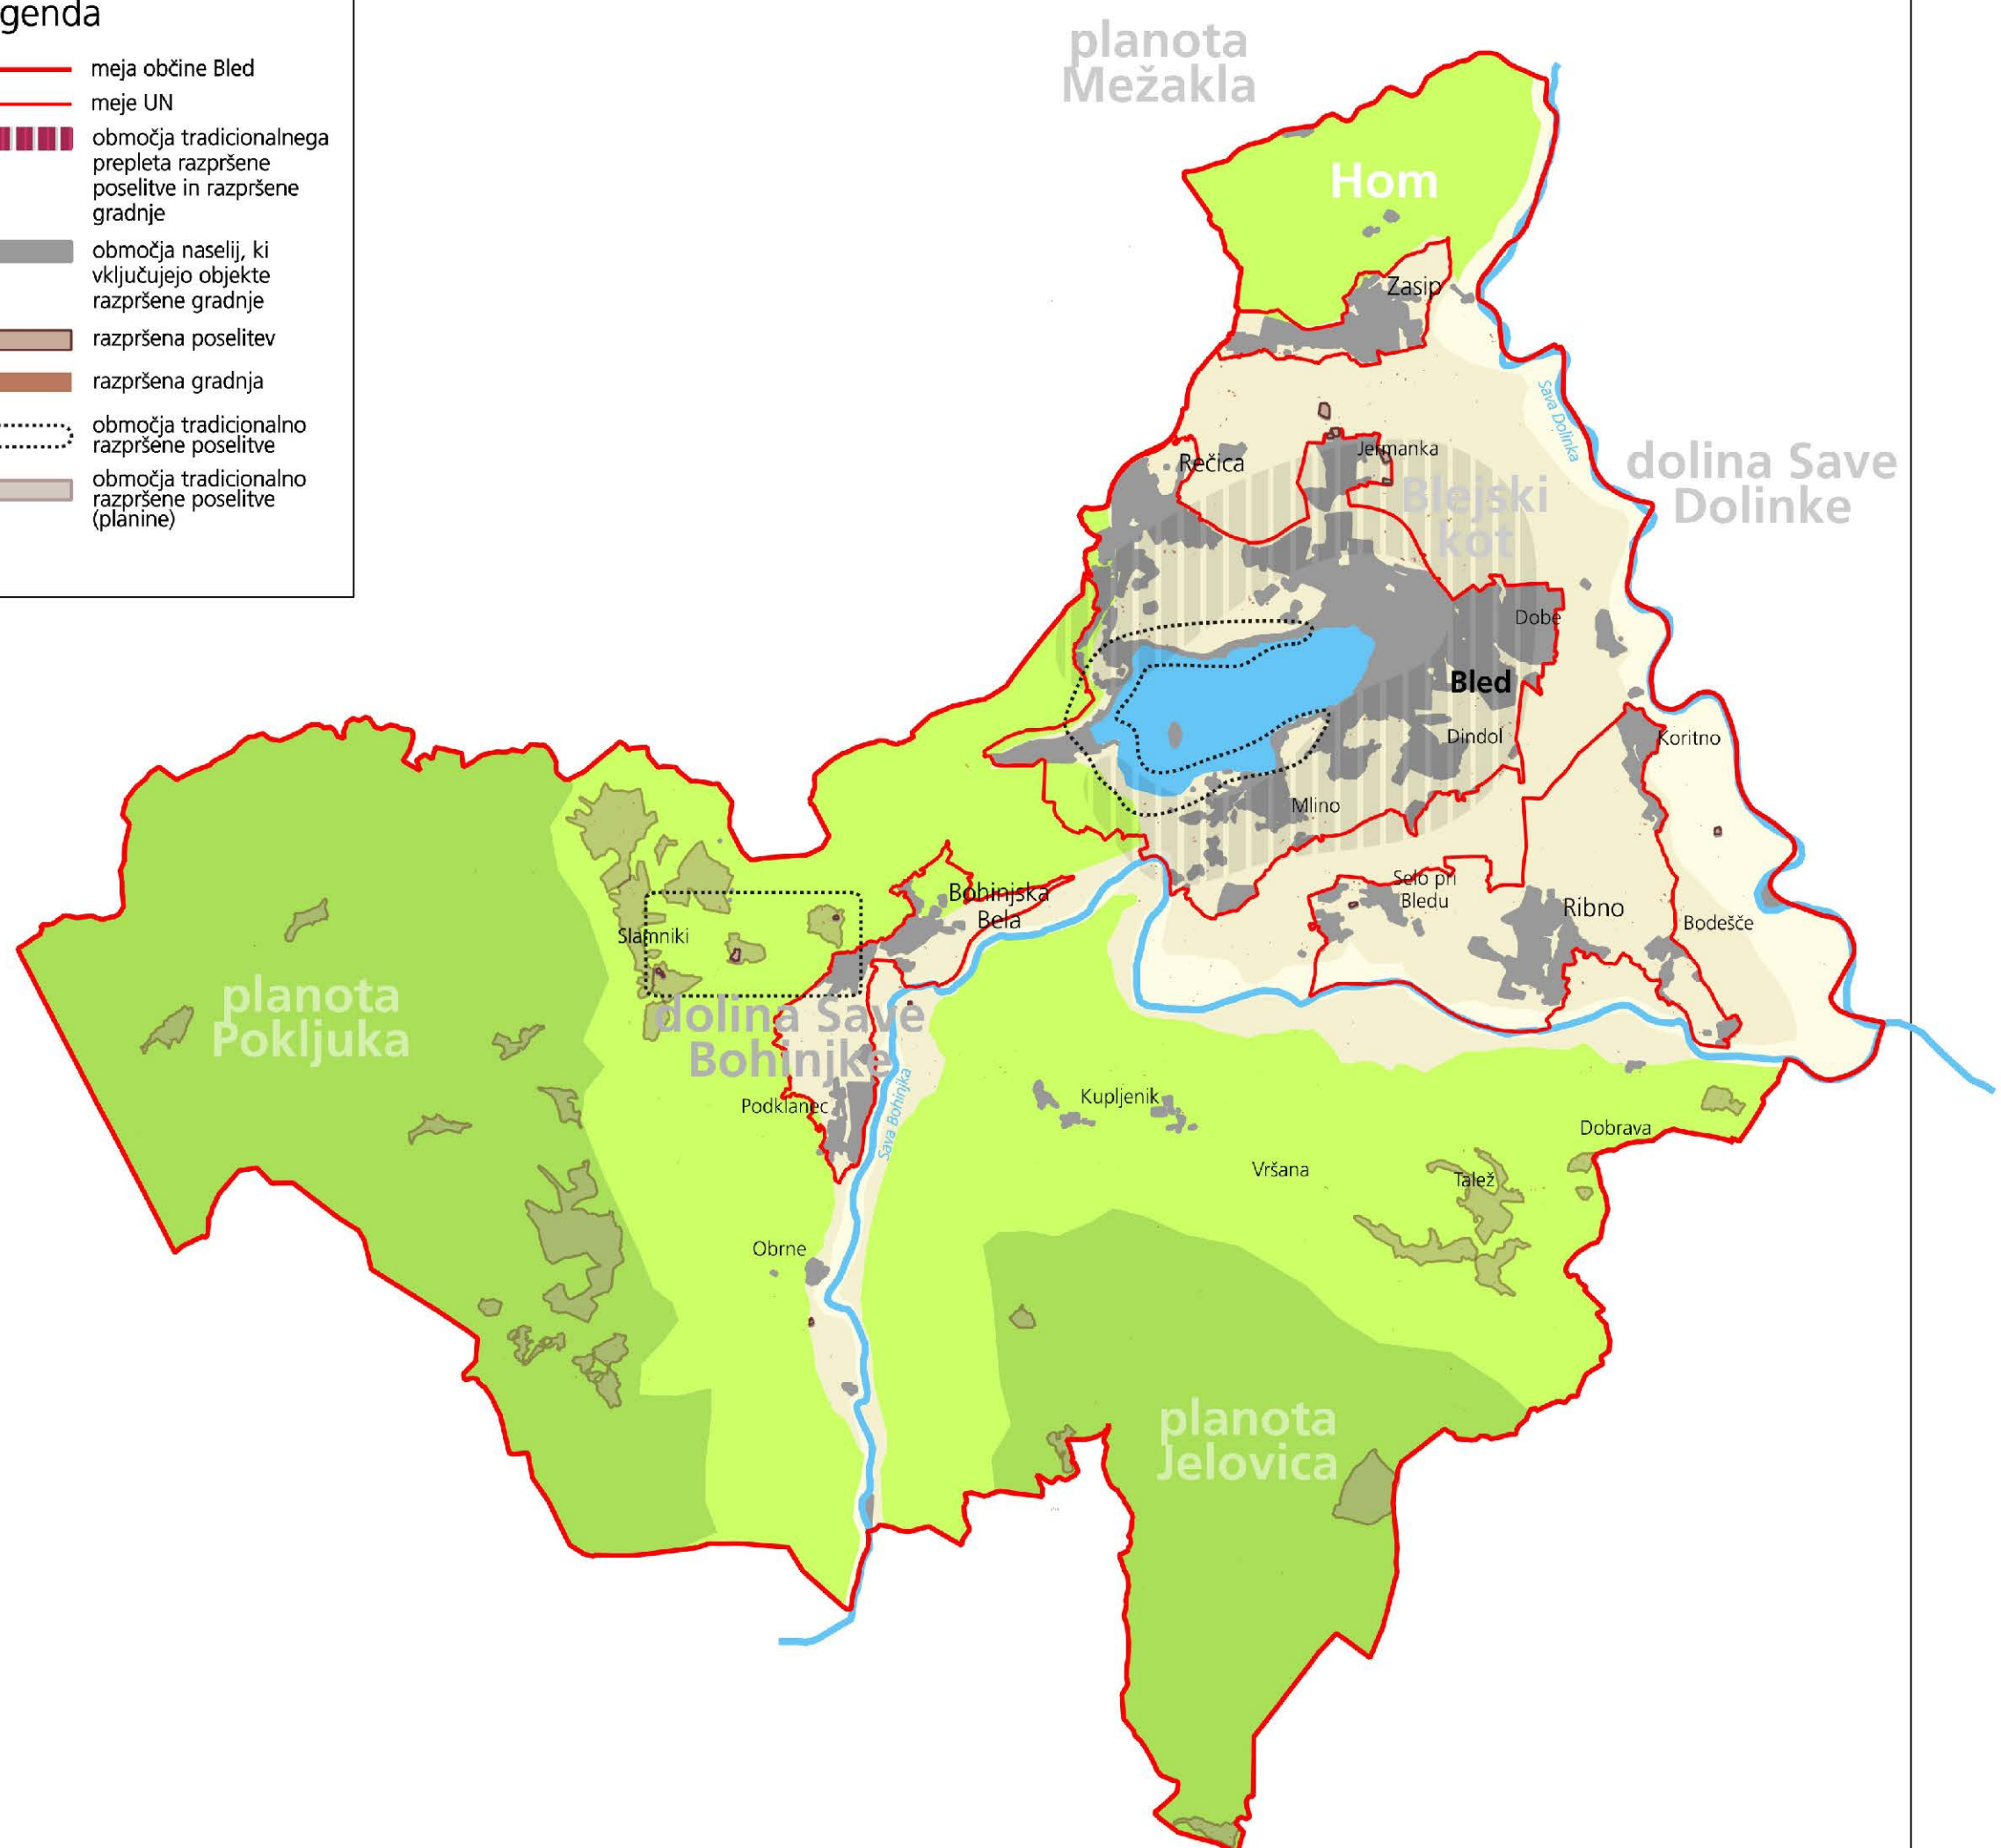 genda
meja občine Bled
meje UN
območja tradicionalnega
prepleta razpršene
poselitve in razpršene
gradnje
območja naselij, ki
vključujejo objekte
razpršene gradnje
razpršena poselitev
razpršena gradnja
območja tradicionalno
razpršene poselitve
območja tradicionalno
razpršene poselitve
(planine)
planota
Mežakla
Hom
Zasip
Sava Dolinka
dolina Save
Dolinke
Rečica
Jermanka
Blejski
kot
Dobe
Bled
Dindol
Koritno
Mlino
Selo pri
Bledu
Ribno
Bodešče
Bohinjska
Bela
Slamniki
planota
Pokljuka
dolina Save
Bohinjke
Podklanec
Sava Bohinjka
Kupljenik
Dobrava
Vršana
Talež
Obrne
planota
Jelovica